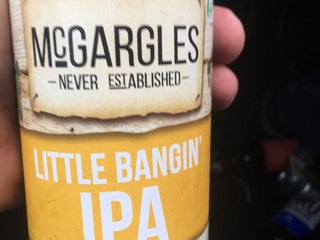 McGARGLES
- NEVER ESTABLISHED -
LITTLE BANGIN'
IPA